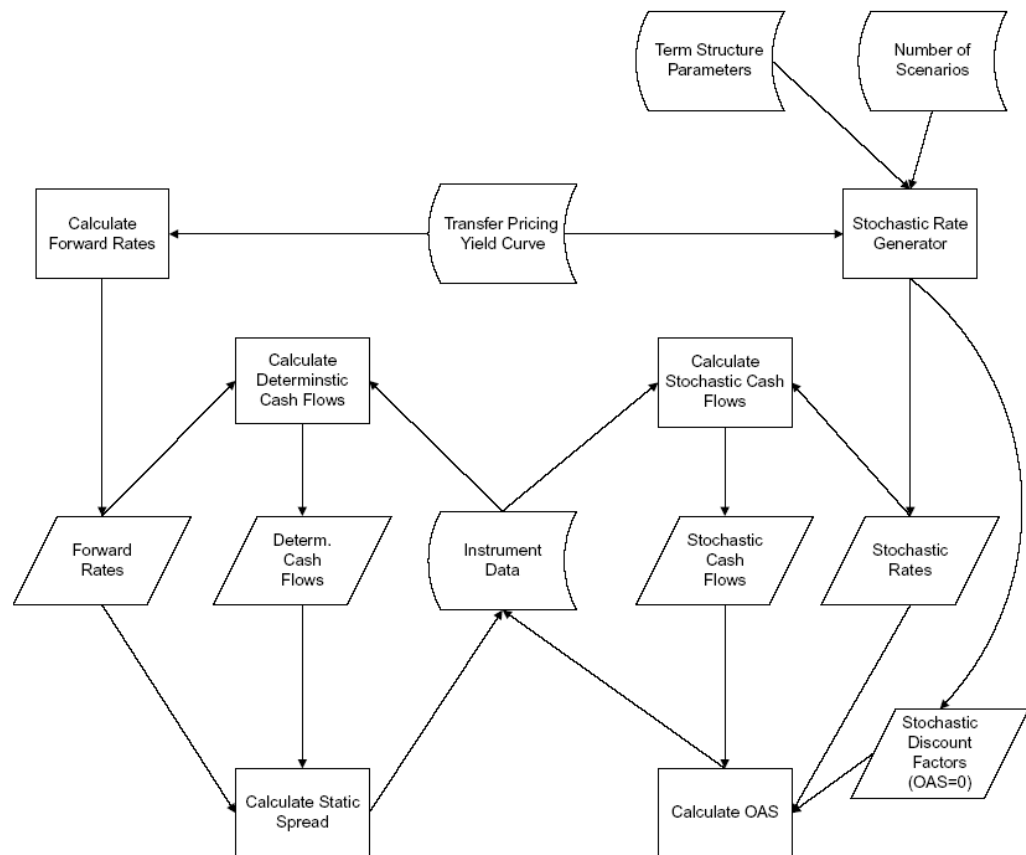 Term Structure
Parameters
Number of
Scenarios
Calculate
Forward Rates
Transfer Pricing
Yield Curve
Stochastic Rate
Generator
Calculate
Determinstic
Cash Flows
Calculate
Stochastic Cash
Flows
Forward
Rates
Determ.
Cash
Flows
Instrument
Data
Stochastic
Cash
Flows
Stochastic
Rates
Calculate Static
Spread
Calculate OAS
Stochastic
Discount
Factors
(OAS=0)